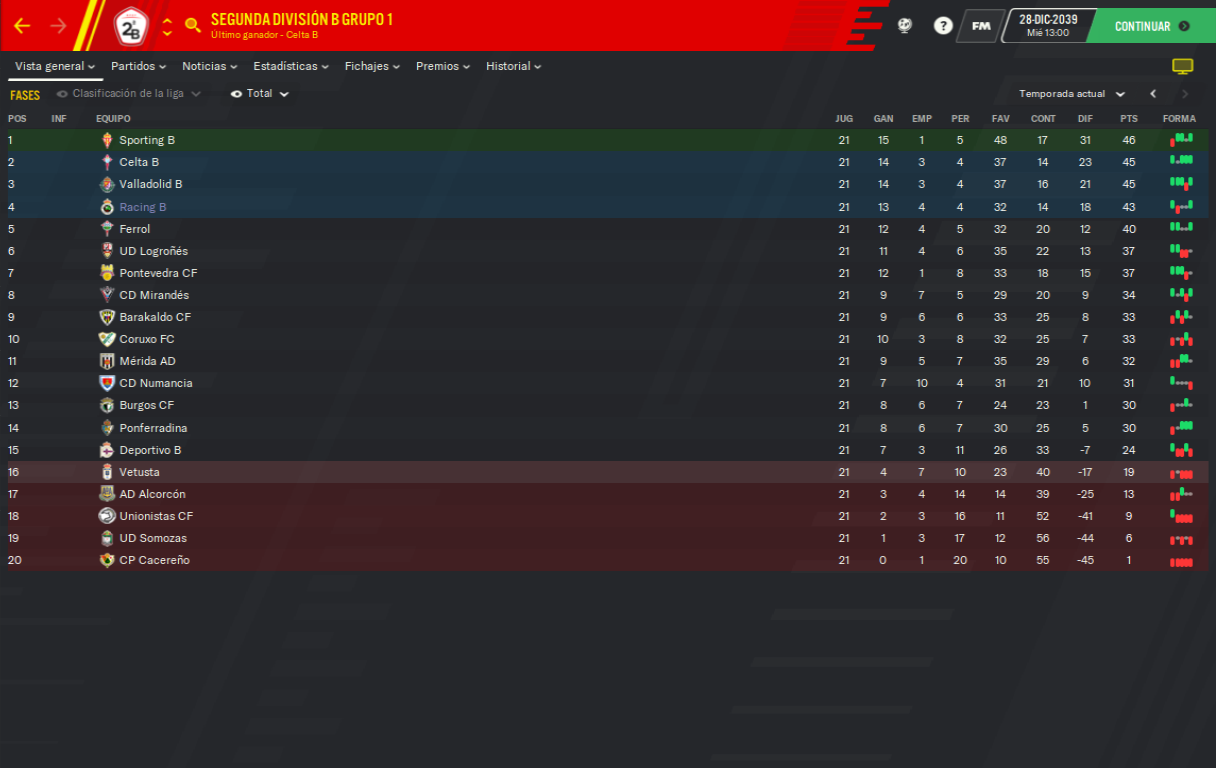 SEGUNDA DIVISIÓN B GRUPO 1
Último ganador - Celta B
2ªB
?
FM
28-DIC-2039
Mié 13:00
CONTINUAR
Vista general Partidos Noticias Estadísticas Fichajes Premios Historial
FASES Clasificación de la liga Total Temporada actual
POS INF EQUIPO JUG GAN EMP PER FAV CONT DIF PTS FORMA
1 Sporting B 21 15 1 5 48 17 31 46
2 Celta B 21 14 3 4 37 14 23 45
3 Valladolid B 21 14 3 4 37 16 21 45
4 Racing B 21 13 4 4 32 14 18 43
5 Ferrol 21 12 4 5 32 20 12 40
6 UD Logroñés 21 11 4 6 35 22 13 37
7 Pontevedra CF 21 12 1 8 33 18 15 37
8 CD Mirandés 21 9 7 5 29 20 9 34
9 Barakaldo CF 21 9 6 6 33 25 8 33
10 Coruxo FC 21 10 3 8 32 25 7 33
11 Mérida AD 21 9 5 7 35 29 6 32
12 CD Numancia 21 7 10 4 31 21 10 31
13 Burgos CF 21 8 6 7 24 23 1 30
14 Ponferradina 21 8 6 7 30 25 5 30
15 Deportivo B 21 7 3 11 26 33 -7 24
16 Vetusta 21 4 7 10 23 40 -17 19
17 AD Alcorcón 21 3 4 14 14 39 -25 13
18 Unionistas CF 21 2 3 16 11 52 -41 9
19 UD Somozas 21 1 3 17 12 56 -44 6
20 CP Cacereño 21 0 1 20 10 55 -45 1